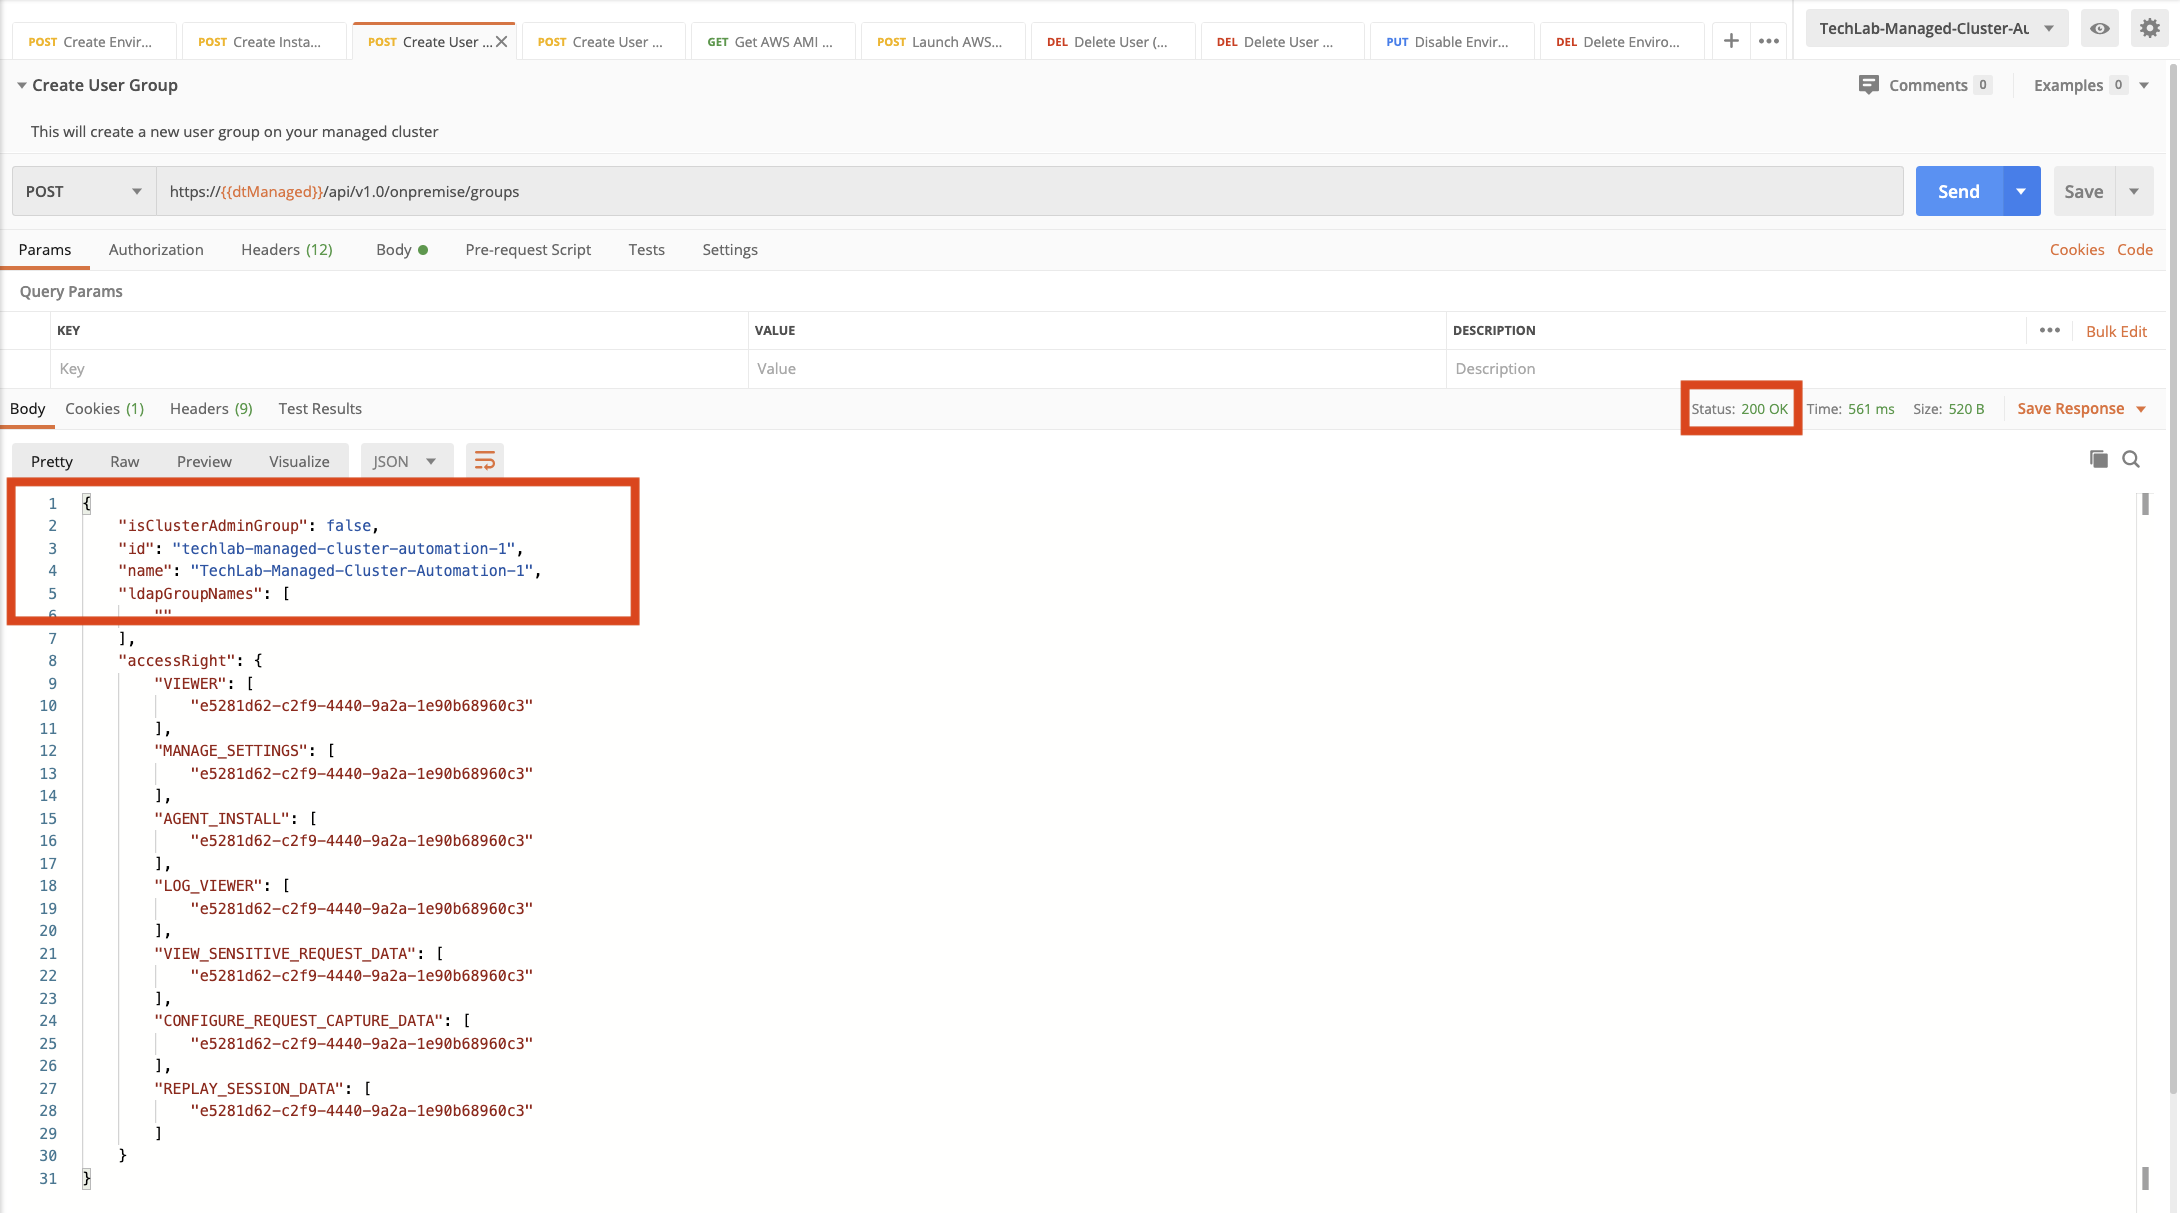 POST Create Envir... POST Create Insta... POST Create User ... POST Create User ... GET Get AWS AMI ... POST Launch AWS... DEL Delete User (... DEL Delete User ... PUT Disable Envir... DEL Delete Enviro... TechLab-Managed-Cluster-Au
Create User Group Comments 0 Examples 0
This will create a new user group on your managed cluster
POST https://{{dtManaged}}/api/v1.0/onpremise/groups Send Save
Params Authorization Headers (12) Body Pre-request Script Tests Settings Cookies Code
Query Params
KEY VALUE DESCRIPTION Bulk Edit
Key Value Description
Body Cookies (1) Headers (9) Test Results Status: 200 OK Time: 561 ms Size: 520 B Save Response
Pretty Raw Preview Visualize JSON
1 {
2 "isClusterAdminGroup": false,
3 "id": "techlab-managed-cluster-automation-1",
4 "name": "TechLab-Managed-Cluster-Automation-1",
5 "ldapGroupNames": [
6 ""
7 ],
8 "accessRight": {
9 "VIEWER": [
10 "e5281d62-c2f9-4440-9a2a-1e90b68960c3"
11 ],
12 "MANAGE_SETTINGS": [
13 "e5281d62-c2f9-4440-9a2a-1e90b68960c3"
14 ],
15 "AGENT_INSTALL": [
16 "e5281d62-c2f9-4440-9a2a-1e90b68960c3"
17 ],
18 "LOG_VIEWER": [
19 "e5281d62-c2f9-4440-9a2a-1e90b68960c3"
20 ],
21 "VIEW_SENSITIVE_REQUEST_DATA": [
22 "e5281d62-c2f9-4440-9a2a-1e90b68960c3"
23 ],
24 "CONFIGURE_REQUEST_CAPTURE_DATA": [
25 "e5281d62-c2f9-4440-9a2a-1e90b68960c3"
26 ],
27 "REPLAY_SESSION_DATA": [
28 "e5281d62-c2f9-4440-9a2a-1e90b68960c3"
29 ]
30 }
31 }